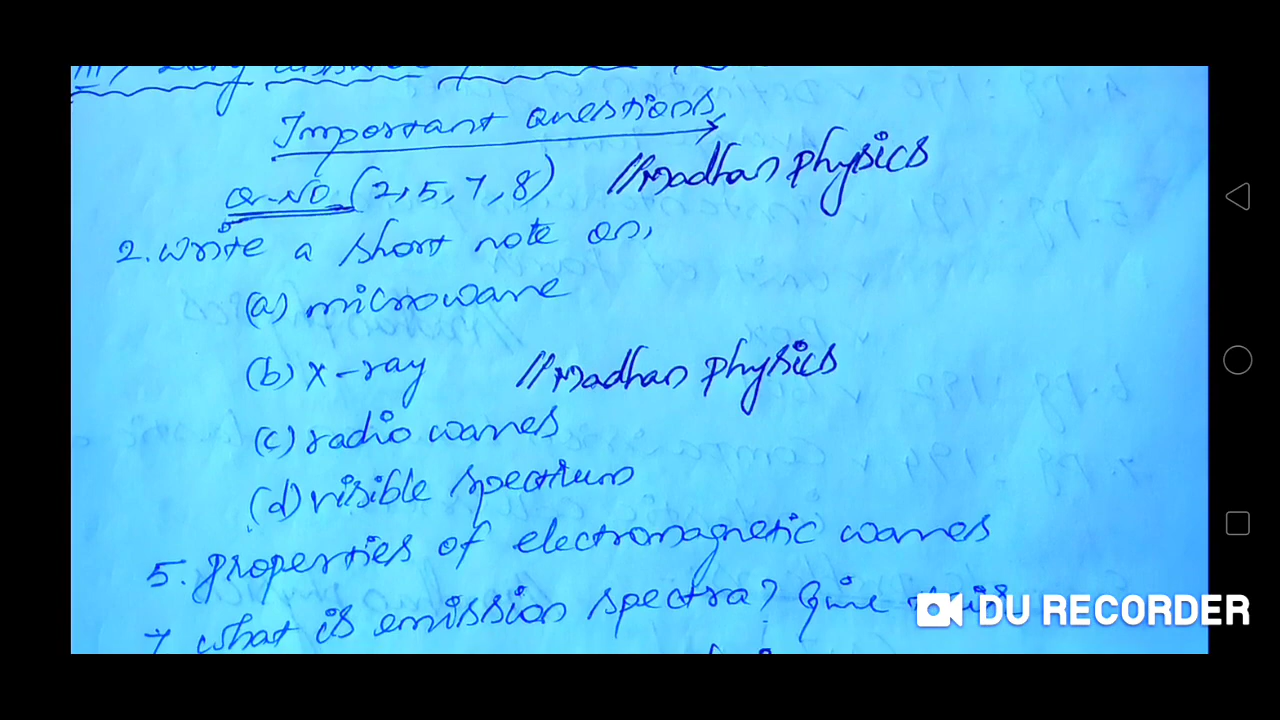 Important Questions
Q.NO (2, 5, 7, 8) //Madhan physics
2. Write a short note on,
(a) microwave
(b) x-ray //Madhan physics
(c) radio waves
(d) visible spectrum
5. properties of electromagnetic waves
7. what is emission spectra? Give
DU RECORDER